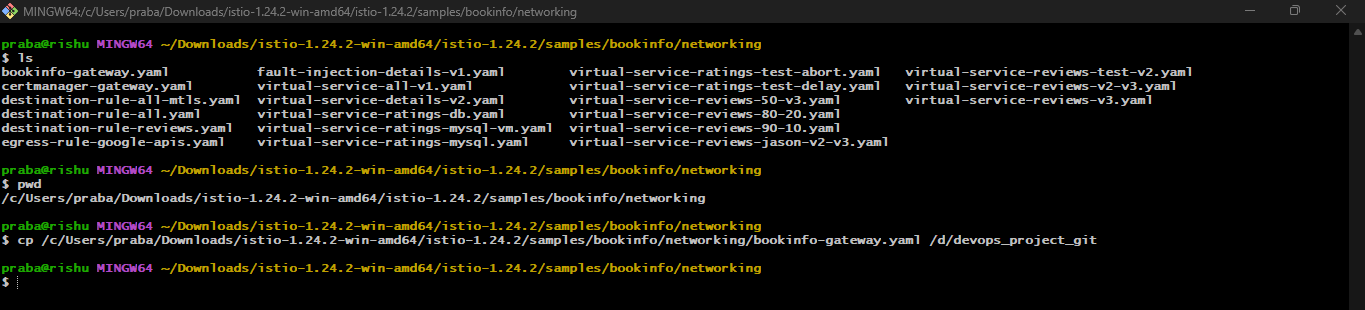 MINGW64:/c/Users/praba/Downloads/istio-1.24.2-win-amd64/istio-1.24.2/samples/bookinfo/networking
praba@rishu MINGW64 ~/Downloads/istio-1.24.2-win-amd64/istio-1.24.2/samples/bookinfo/networking
$ ls
bookinfo-gateway.yaml fault-injection-details-v1.yaml virtual-service-ratings-test-abort.yaml virtual-service-reviews-test-v2.yaml
certmanager-gateway.yaml virtual-service-all-v1.yaml virtual-service-ratings-test-delay.yaml virtual-service-reviews-v2-v3.yaml
destination-rule-all-mtls.yaml virtual-service-details-v2.yaml virtual-service-reviews-50-v3.yaml virtual-service-reviews-v3.yaml
destination-rule-all.yaml virtual-service-ratings-db.yaml virtual-service-reviews-80-20.yaml
destination-rule-reviews.yaml virtual-service-ratings-mysql-vm.yaml virtual-service-reviews-90-10.yaml
egress-rule-google-apis.yaml virtual-service-ratings-mysql.yaml virtual-service-reviews-jason-v2-v3.yaml
praba@rishu MINGW64 ~/Downloads/istio-1.24.2-win-amd64/istio-1.24.2/samples/bookinfo/networking
$ pwd
/c/Users/praba/Downloads/istio-1.24.2-win-amd64/istio-1.24.2/samples/bookinfo/networking
praba@rishu MINGW64 ~/Downloads/istio-1.24.2-win-amd64/istio-1.24.2/samples/bookinfo/networking
$ cp /c/Users/praba/Downloads/istio-1.24.2-win-amd64/istio-1.24.2/samples/bookinfo/networking/bookinfo-gateway.yaml /d/devops_project_git
praba@rishu MINGW64 ~/Downloads/istio-1.24.2-win-amd64/istio-1.24.2/samples/bookinfo/networking
$